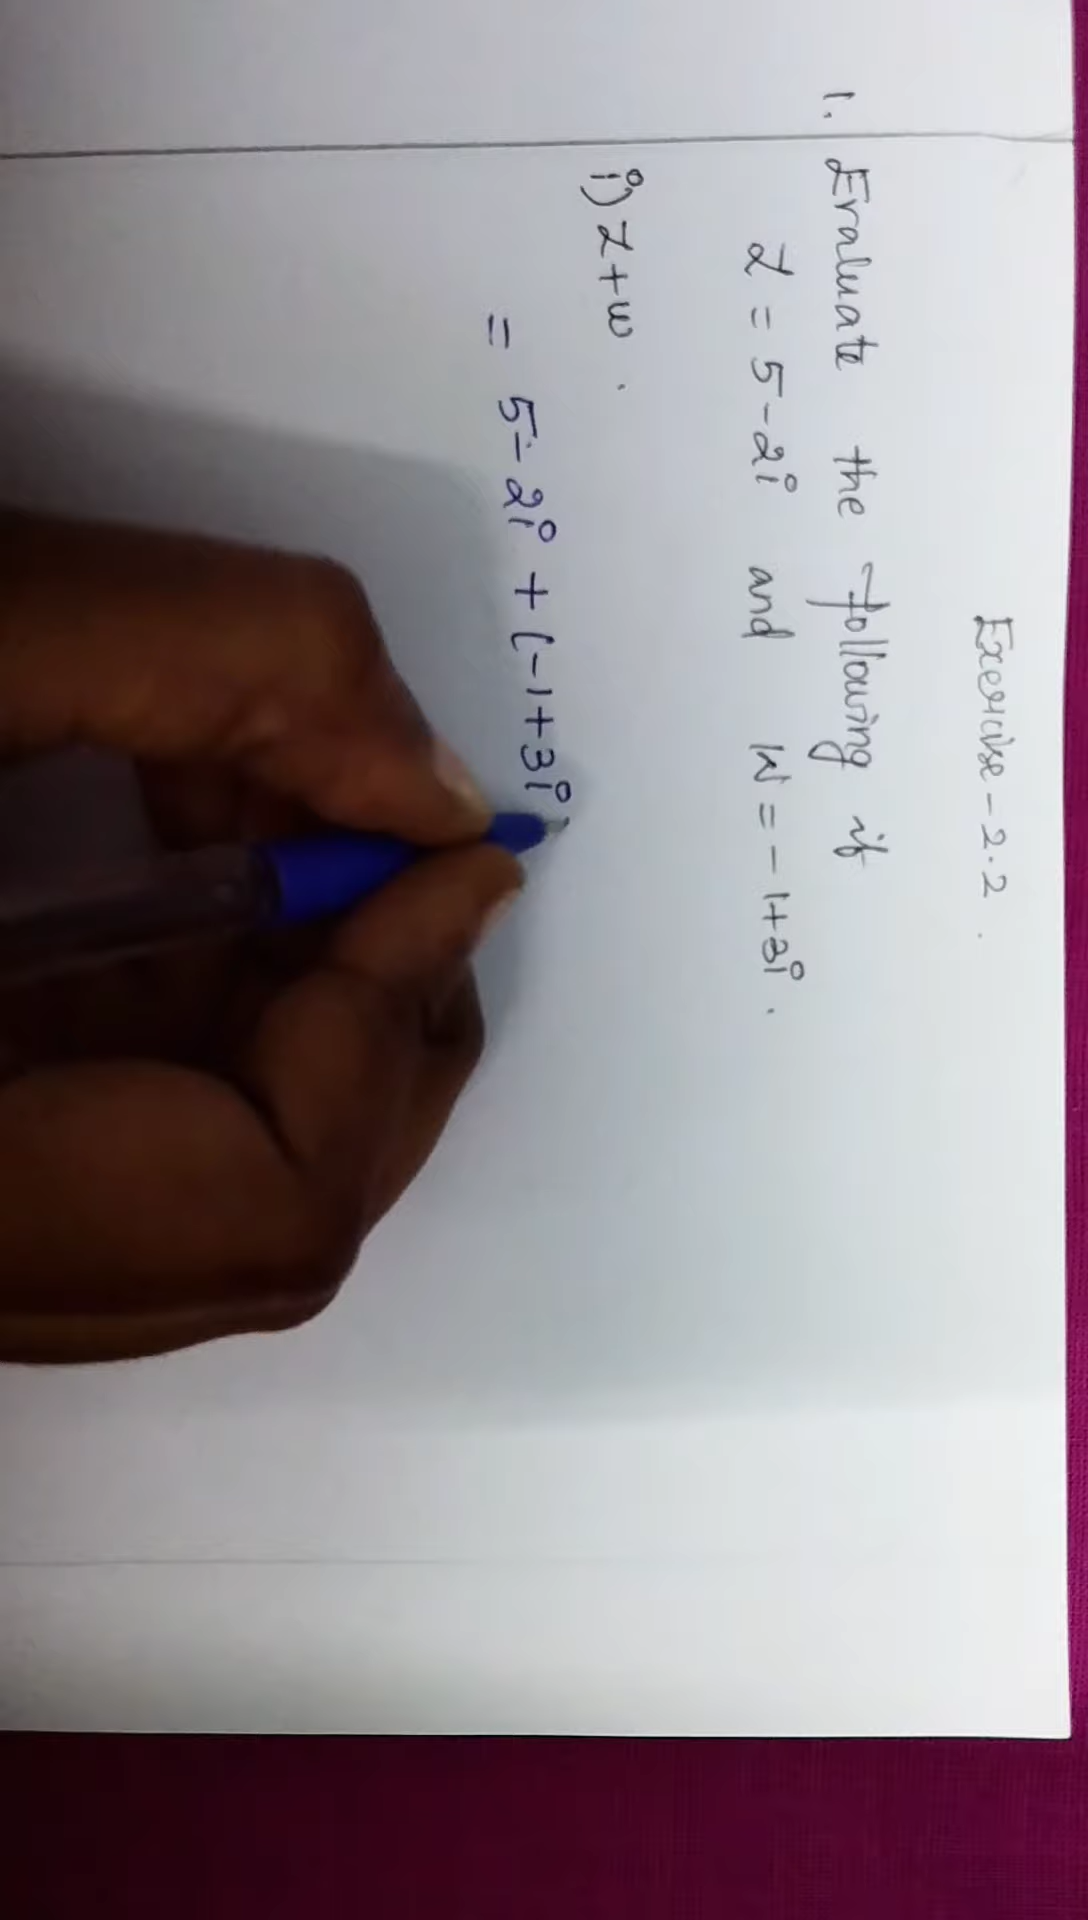 Exercise - 2.2.
1. Evaluate the following if
z = 5-2i and w = -1+3i.
i) z+w.
= 5-2i + (-1+3i)